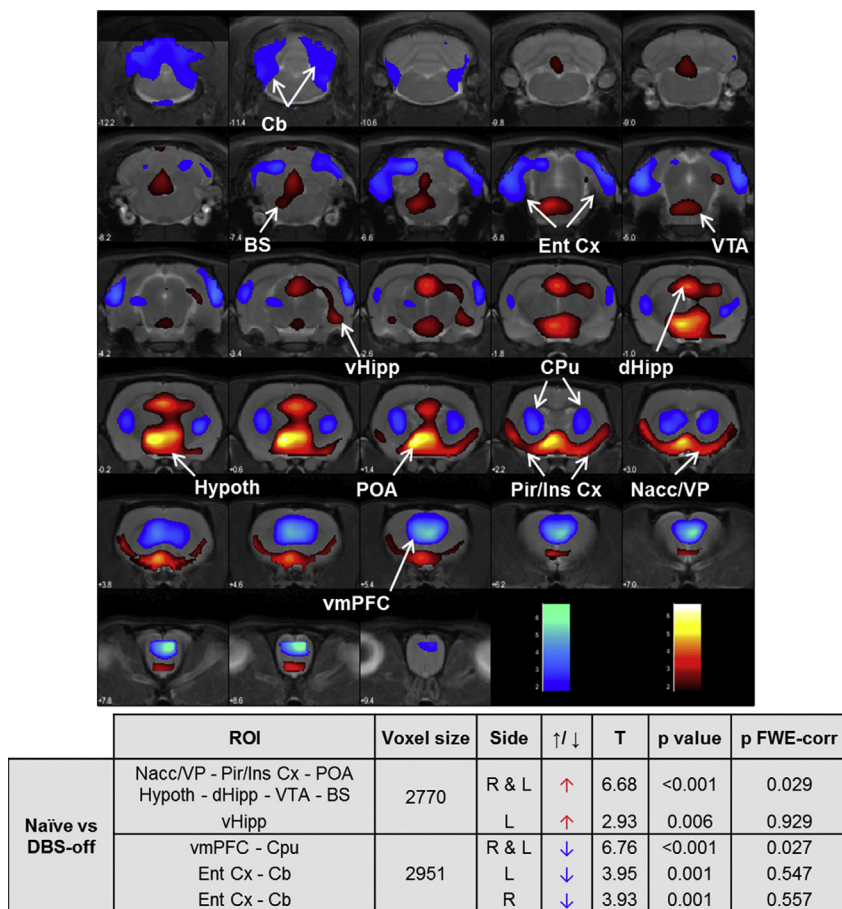 -12.2 -11.4 -10.6 -9.8 -9.0
Cb
-8.2 -7.4 -6.6 -5.8 -5.0
BS Ent Cx VTA
-4.2 -3.4 -2.6 -1.8 -1.0
vHipp CPu dHipp
-0.2 +0.6 +1.4 +2.2 +3.0
Hypoth POA Pir/Ins Cx Nacc/VP
+3.8 +4.6 +5.4 +6.2 +7.0
vmPFC
6 6
5 5
4 4
3 3
2 2
+7.8 +8.6 +9.4
ROI Voxel size Side ↑/↓ T p value p FWE-corr
Naïve vs DBS-off
Nacc/VP - Pir/Ins Cx - POA
Hypoth - dHipp - VTA - BS
2770 R & L ↑ 6.68 <0.001 0.029
vHipp L ↑ 2.93 0.006 0.929
vmPFC - Cpu R & L ↓ 6.76 <0.001 0.027
Ent Cx - Cb 2951 L ↓ 3.95 0.001 0.547
Ent Cx - Cb R ↓ 3.93 0.001 0.557